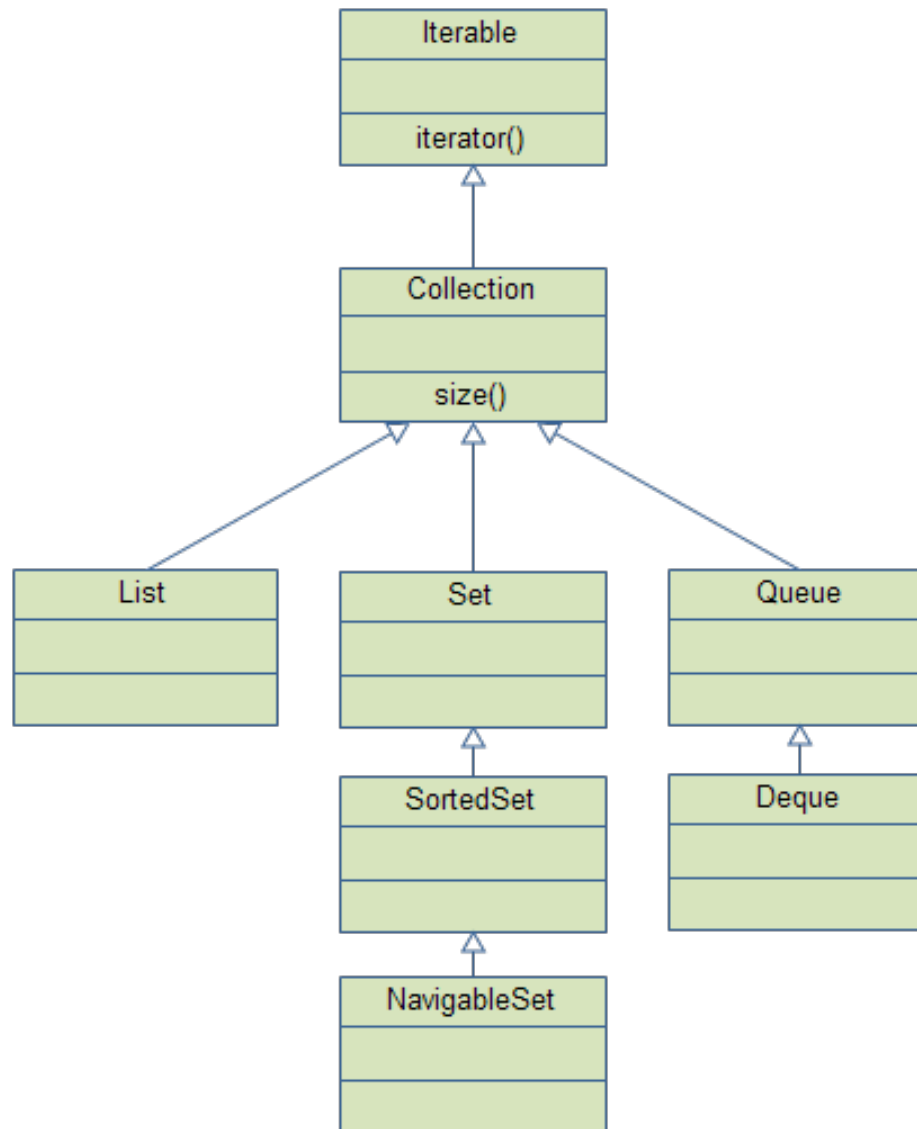 Iterable
iterator()
Collection
size()
List
Set
Queue
SortedSet
Deque
NavigableSet